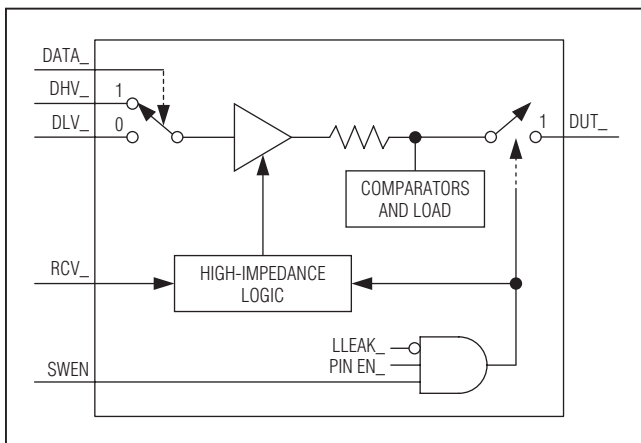 DATA_
DHV_
1
DLV_
0
1
DUT_
COMPARATORS
AND LOAD
RCV_
HIGH-IMPEDANCE
LOGIC
LLEAK_
PIN EN_
SWEN